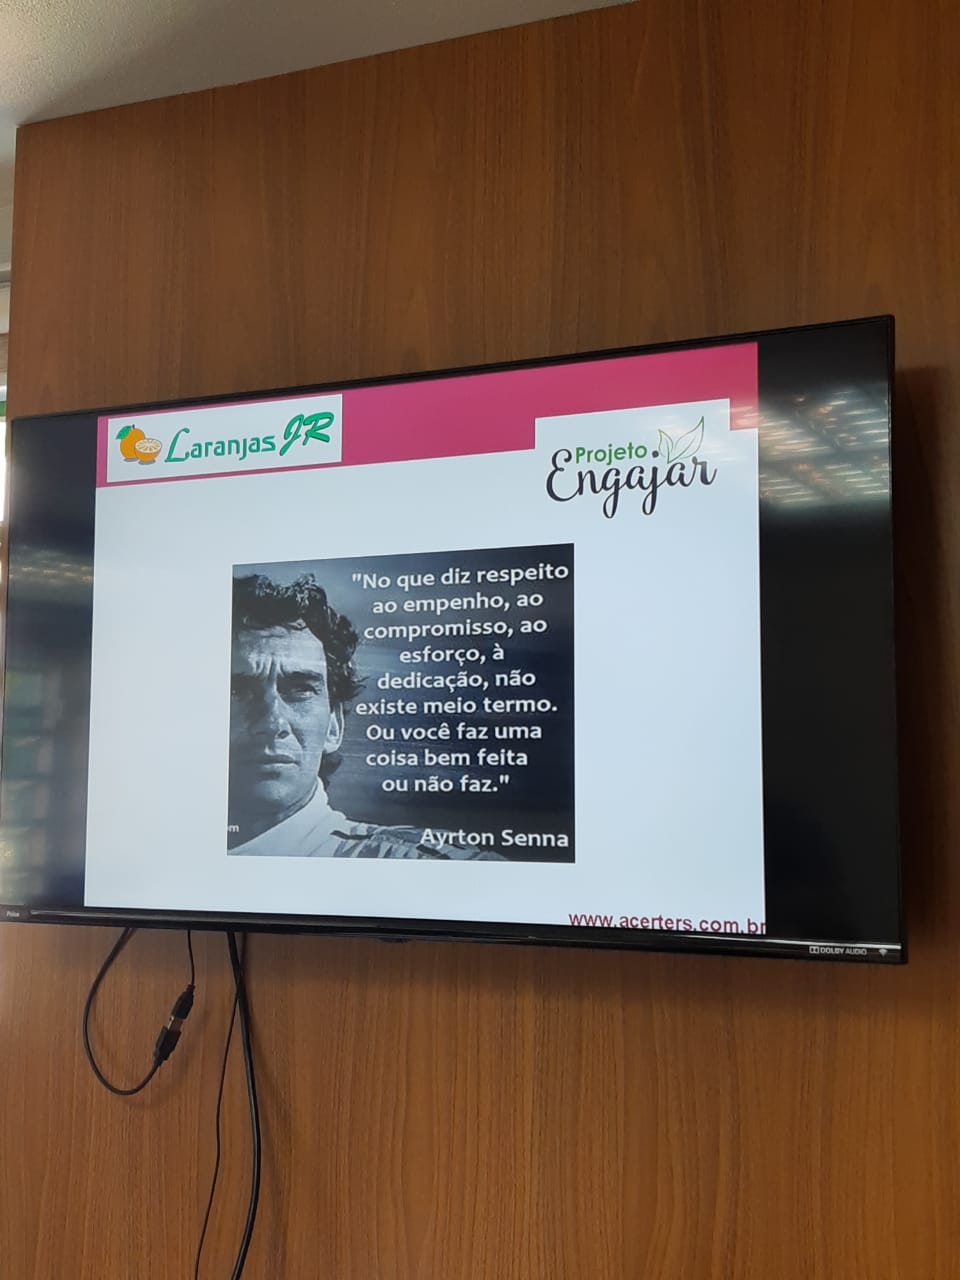 Laranjas JR
Projeto
Engajar
"No que diz respeito
ao empenho, ao
compromisso, ao
esforço, à
dedicação, não
existe meio termo.
Ou você faz uma
coisa bem feita
ou não faz."
m
Ayrton Senna
www.acerters.com.br
Philco
DOLBY AUDIO